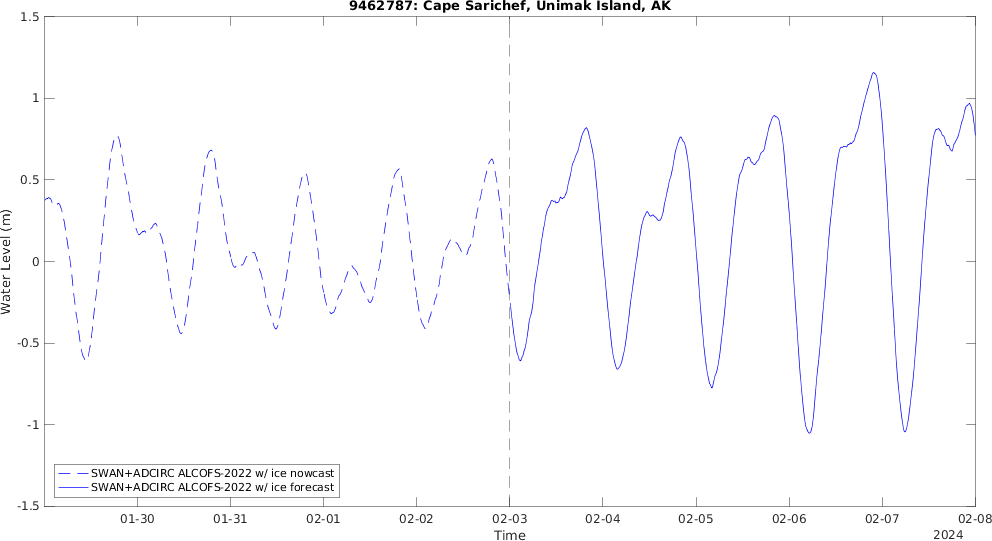 9462787: Cape Sarichef, Unimak Island, AK
1.5
1
0.5
0
-0.5
-1
-1.5
Water Level (m)
SWAN+ADCIRC ALCOFS-2022 w/ ice nowcast
SWAN+ADCIRC ALCOFS-2022 w/ ice forecast
01-30 01-31 02-01 02-02 02-03 02-04 02-05 02-06 02-07 02-08
Time
2024